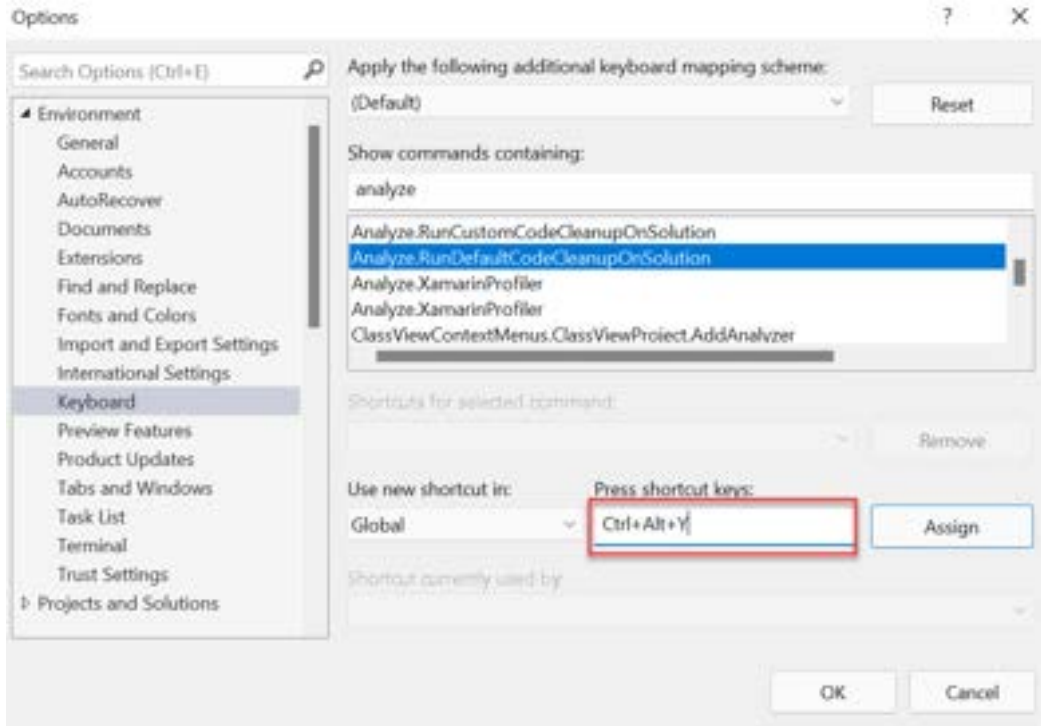 Options
?
Search Options (Ctrl+E)
Environment
General
Accounts
AutoRecover
Documents
Extensions
Find and Replace
Fonts and Colors
Import and Export Settings
International Settings
Keyboard
Preview Features
Product Updates
Tabs and Windows
Task List
Terminal
Trust Settings
Projects and Solutions
Apply the following additional keyboard mapping scheme:
(Default)
Reset
Show commands containing:
analyze
Analyze.RunCustomCodeCleanupOnSolution
Analyze.RunDefaultCodeCleanupOnSolution
Analyze.XamarinProfiler
Analyze.XamarinProfiler
ClassViewContextMenus.ClassViewProject.AddAnalyzer
Shortcuts for selected command:
Remove
Use new shortcut in:
Press shortcut keys:
Global
Ctrl+Alt+Y
Assign
Shortcut currently used by:
OK
Cancel